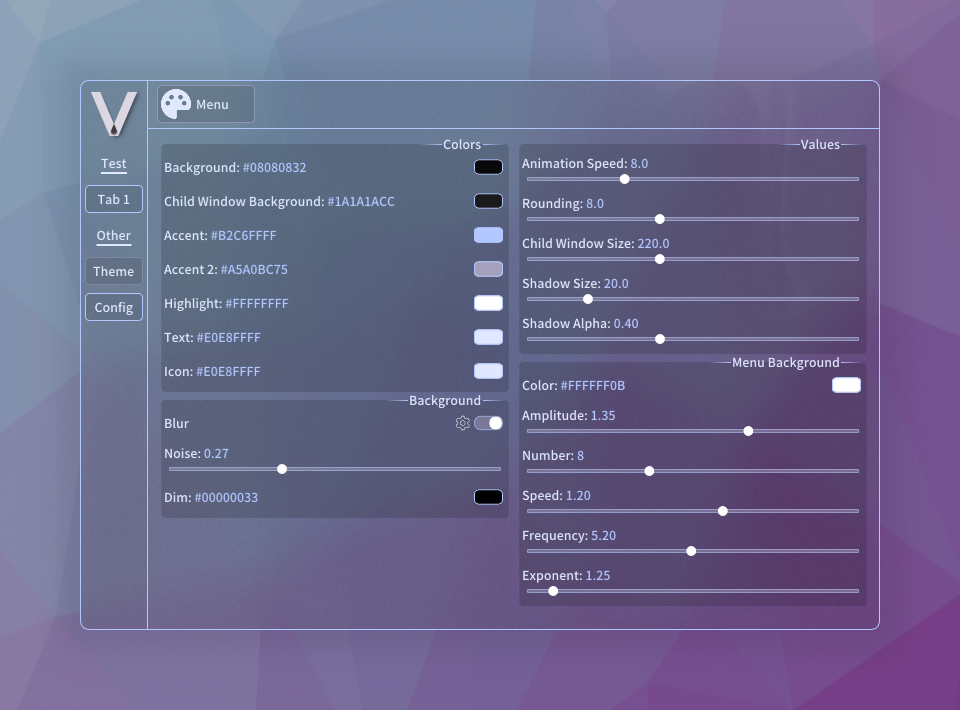 Menu
Test
Tab 1
Other
Theme
Config
Colors
Background: #08080832
Child Window Background: #1A1A1ACC
Accent: #B2C6FFFF
Accent 2: #A5A0BC75
Highlight: #FFFFFFFF
Text: #E0E8FFFF
Icon: #E0E8FFFF
Background
Blur
Noise: 0.27
Dim: #00000033
Values
Animation Speed: 8.0
Rounding: 8.0
Child Window Size: 220.0
Shadow Size: 20.0
Shadow Alpha: 0.40
Menu Background
Color: #FFFFFF0B
Amplitude: 1.35
Number: 8
Speed: 1.20
Frequency: 5.20
Exponent: 1.25